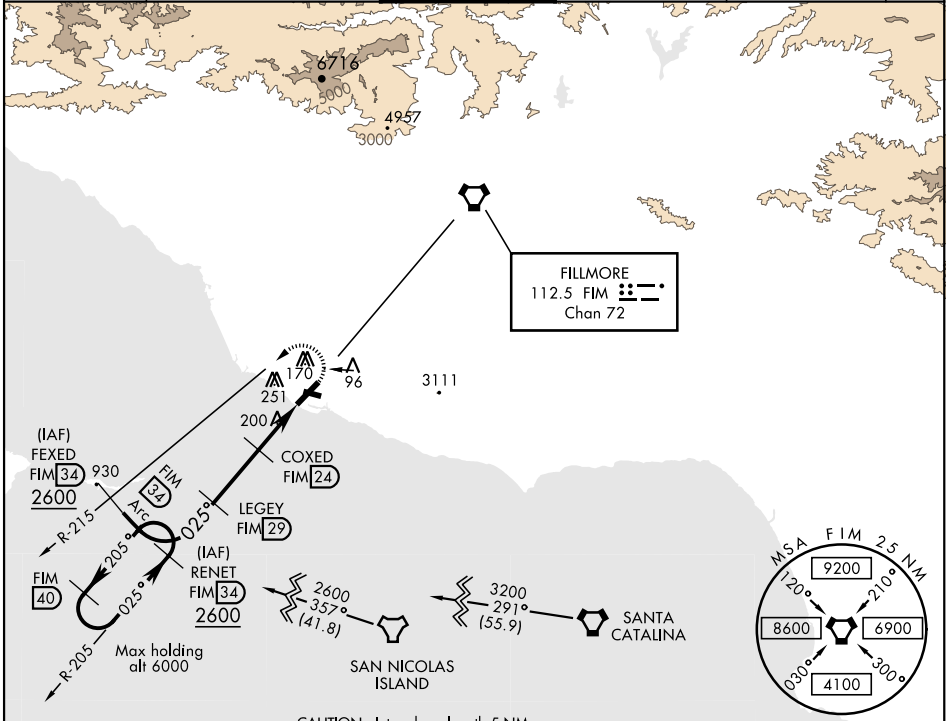 6716
5000
4957
3000
FILLMORE
112.5 FIM
Chan 72
170
96
251
3111
200
(IAF)
FEXED
FIM 34
2600
930
FIM
34
Arc
COXED
FIM 24
R-215
025°
LEGEY
FIM 29
205°
(IAF)
RENET
FIM 34
2600
FIM
40
025°
R-205
Max holding
alt 6000
2600
357°
(41.8)
SAN NICOLAS
ISLAND
3200
291°
(55.9)
SANTA
CATALINA
MSA FIM 25 NM
9200
120°
210°
8600
6900
030°
300°
4100